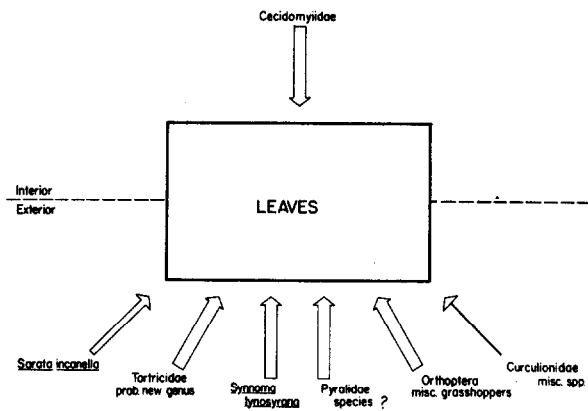 Cecidomyiidae
Interior
Exterior
LEAVES
Sarata incanella
Tortricidae
prob. new genus
Synnoma
lynosyrana
Pyralidae
species ?
Orthoptera
misc. grasshoppers
Curculionidae
misc. spp.